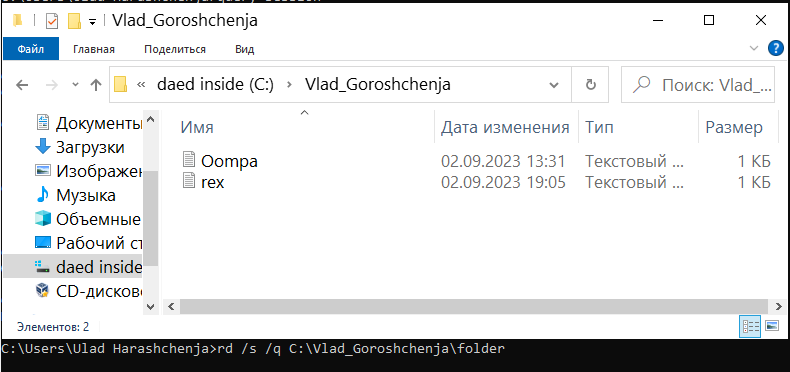 Vlad_Goroshchenja
Файл Главная Поделиться Вид
« daed inside (C:) › Vlad_Goroshchenja Поиск: Vlad_...
Имя Дата изменения Тип Размер
Документы
Oompa 02.09.2023 13:31 Текстовый ... 1 КБ
Загрузки
rex 02.09.2023 19:05 Текстовый ... 1 КБ
Изображен
Музыка
Объемные
Рабочий ст
daed inside
CD-дисково
Элементов: 2
C:\Users\Ulad Harashchenja>rd /s /q C:\Vlad_Goroshchenja\folder